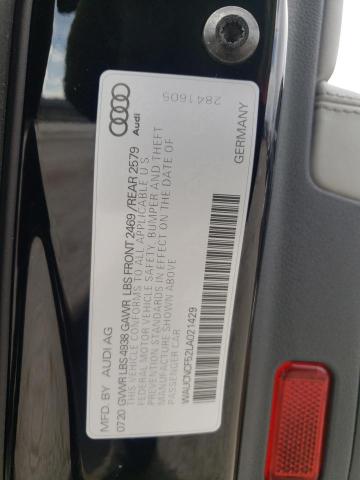 Audi
2841605
MFD. BY AUDI AG
GERMANY
0720 GVWR LBS 4938 GAWR LBS FRONT 2469/REAR 2579
THIS VEHICLE CONFORMS TO ALL APPLICABLE U S
FEDERAL MOTOR VEHICLE SAFETY, BUMPER AND THEFT
PREVENTION STANDARDS IN EFFECT ON THE DATE OF
MANUFACTURE SHOWN ABOVE
PASSENGER CAR
WAUCNCF52LA021429